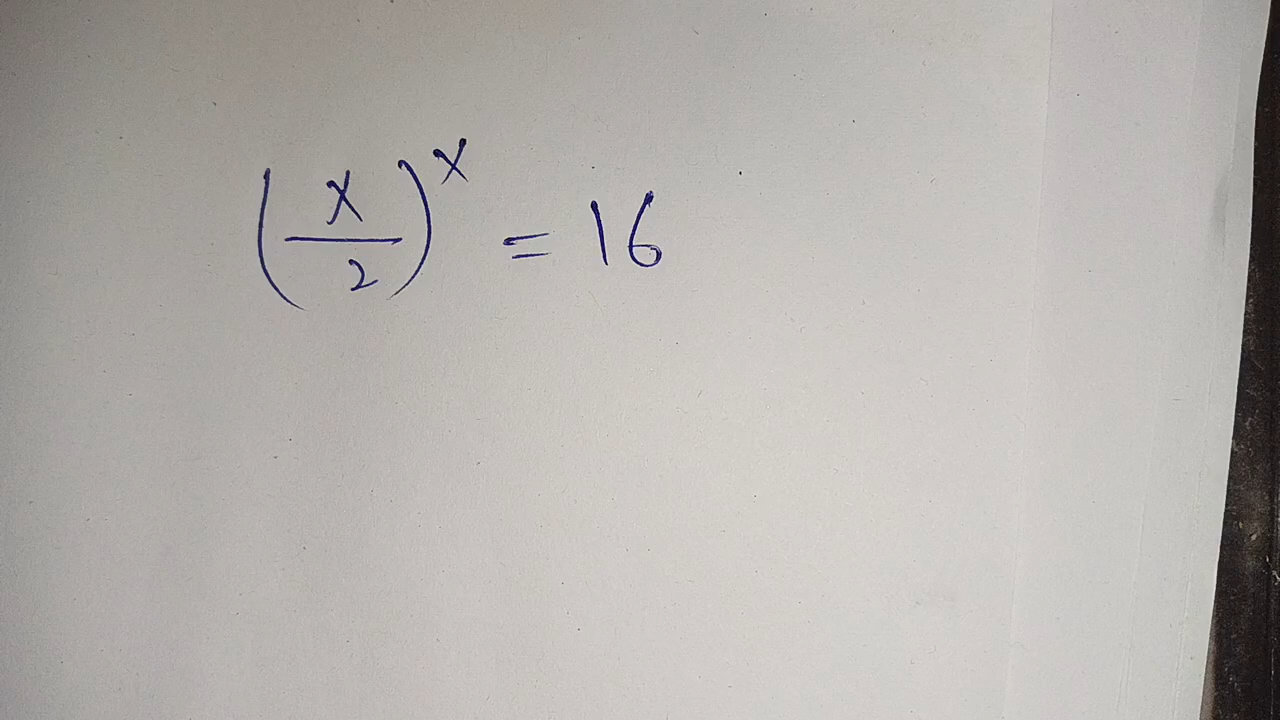 (x/2)^x = 16